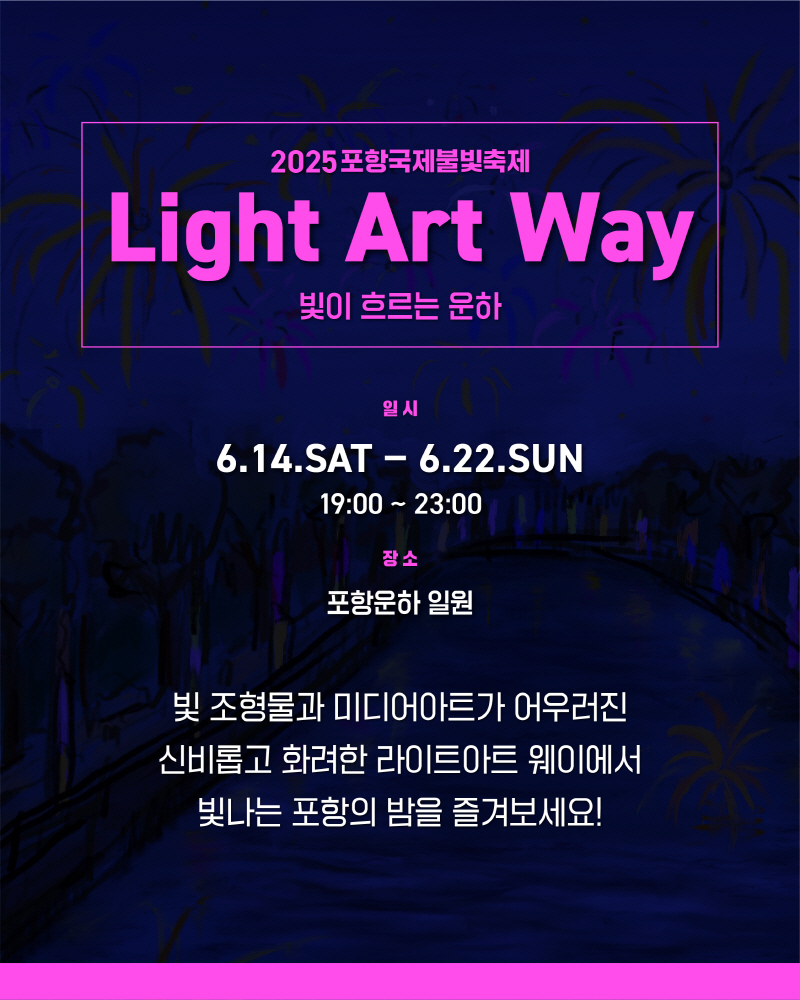 2025포항국제불빛축제
Light Art Way
빛이 흐르는 운하
일시
6.14.SAT – 6.22.SUN
19:00 ~ 23:00
장소
포항운하 일원
빛 조형물과 미디어아트가 어우러진
신비롭고 화려한 라이트아트 웨이에서
빛나는 포항의 밤을 즐겨보세요!